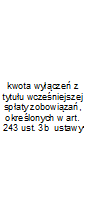 kwota wyłączeń z
tytułu wcześniejszej
spłaty zobowiązań,
określonych w art.
243 ust. 3b ustawy